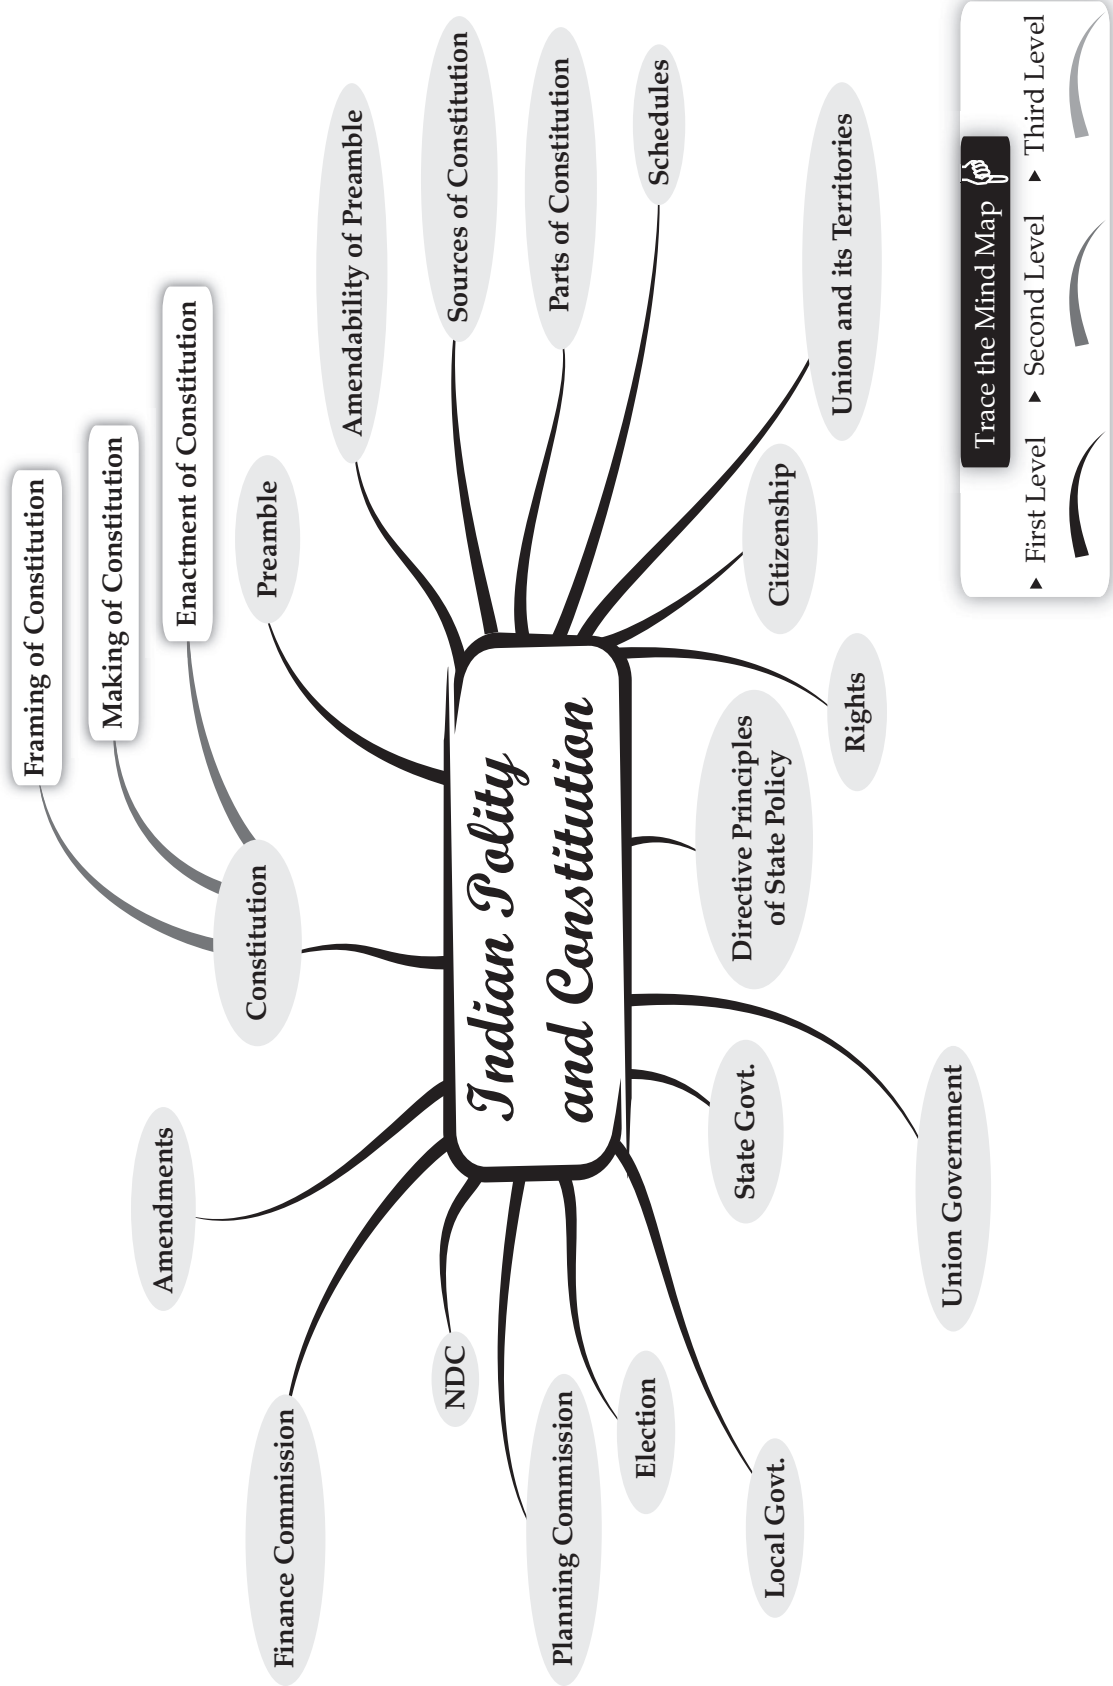 Framing of Constitution
Making of Constitution
Enactment of Constitution
Constitution
Preamble
Amendability of Preamble
Sources of Constitution
Parts of Constitution
Schedules
Union and its Territories
Citizenship
Rights
Directive Principles
of State Policy
Union Government
State Govt.
Local Govt.
Election
Planning Commission
NDC
Finance Commission
Amendments
Indian Polity
and Constitution
Trace the Mind Map
First Level
Second Level
Third Level